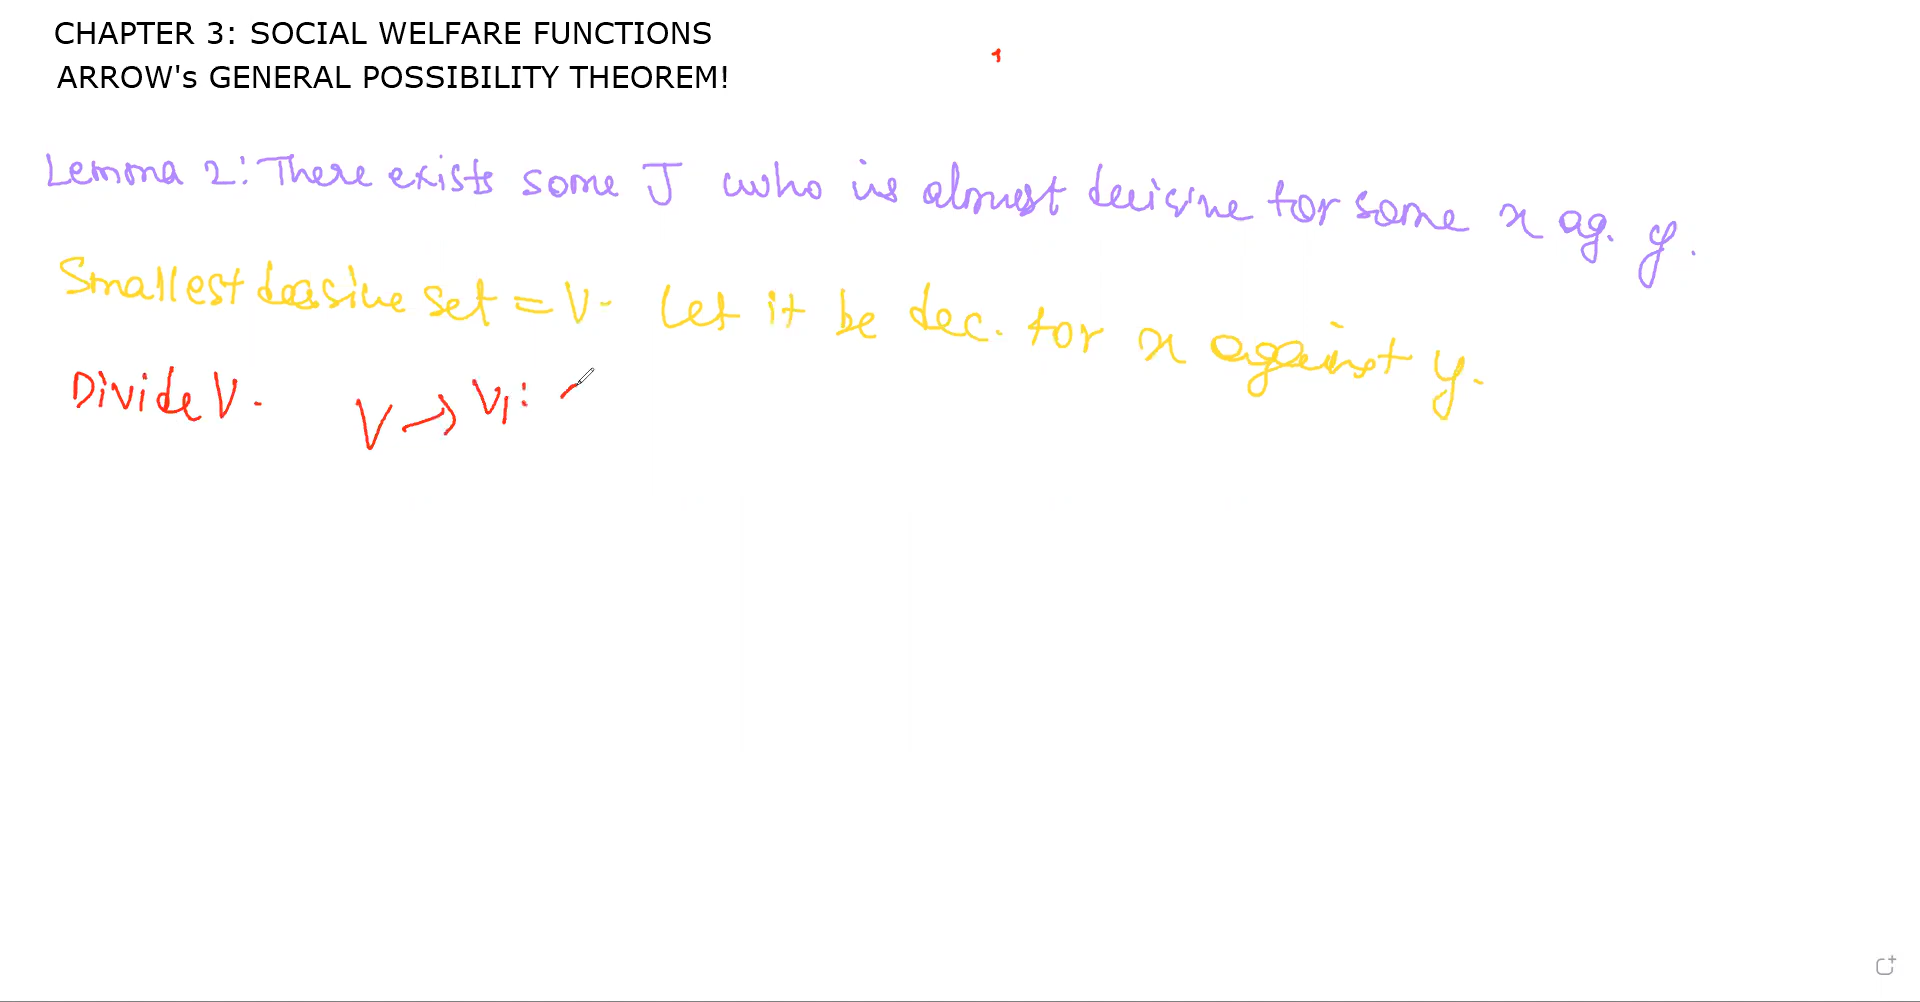 CHAPTER 3: SOCIAL WELFARE FUNCTIONS
ARROW's GENERAL POSSIBILITY THEOREM!
Lemma 2: There exists some J who is almost decisive for some x ag. y.
Smallest decisive set = V. Let it be dec. for x against y.
Divide V. V → V1: